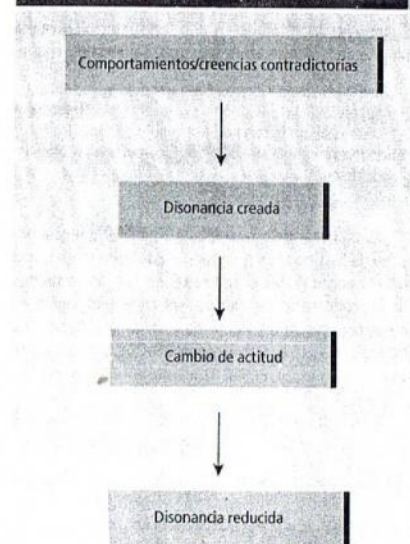 Comportamientos/creencias contradictorias
Disonancia creada
Cambio de actitud
Disonancia reducida